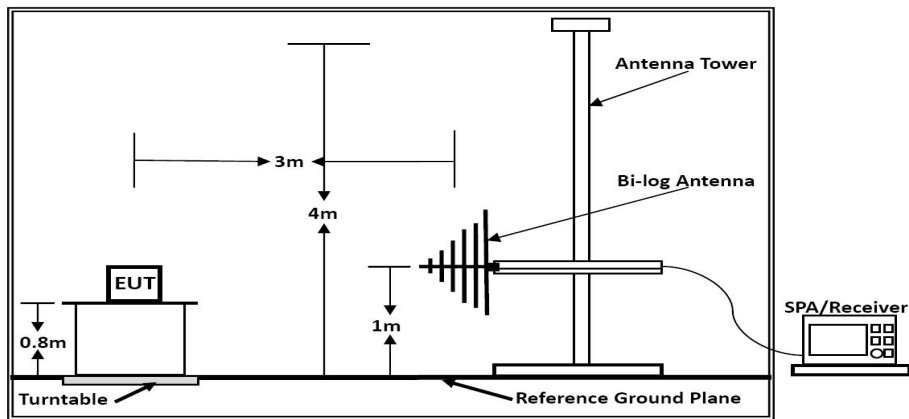 Antenna Tower
3m
Bi-log Antenna
4m
EUT
SPA/Receiver
0.8m
1m
Turntable
Reference Ground Plane